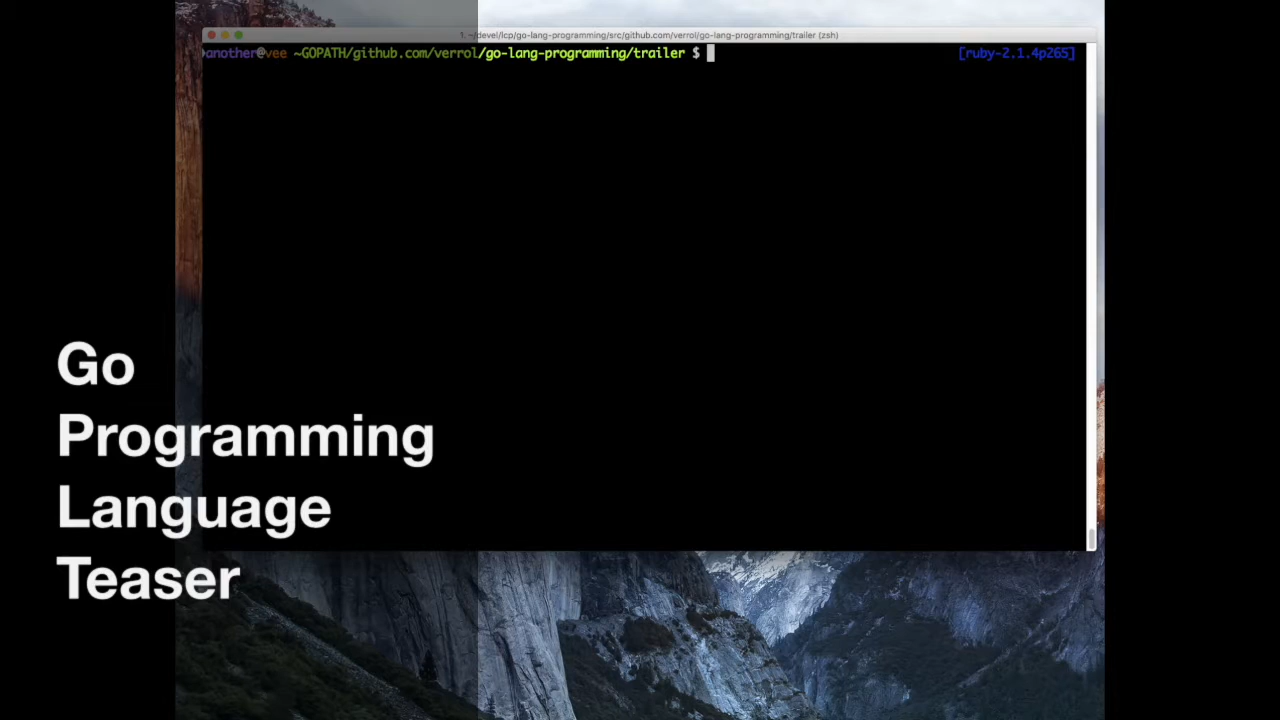 1. ~/devel/lcp/go-lang-programming/src/github.com/verrol/go-lang-programming/trailer (zsh)
another@vee ~GOPATH/github.com/verrol/go-lang-programming/trailer $ [ruby-2.1.4p265]
Go
Programming
Language
Teaser